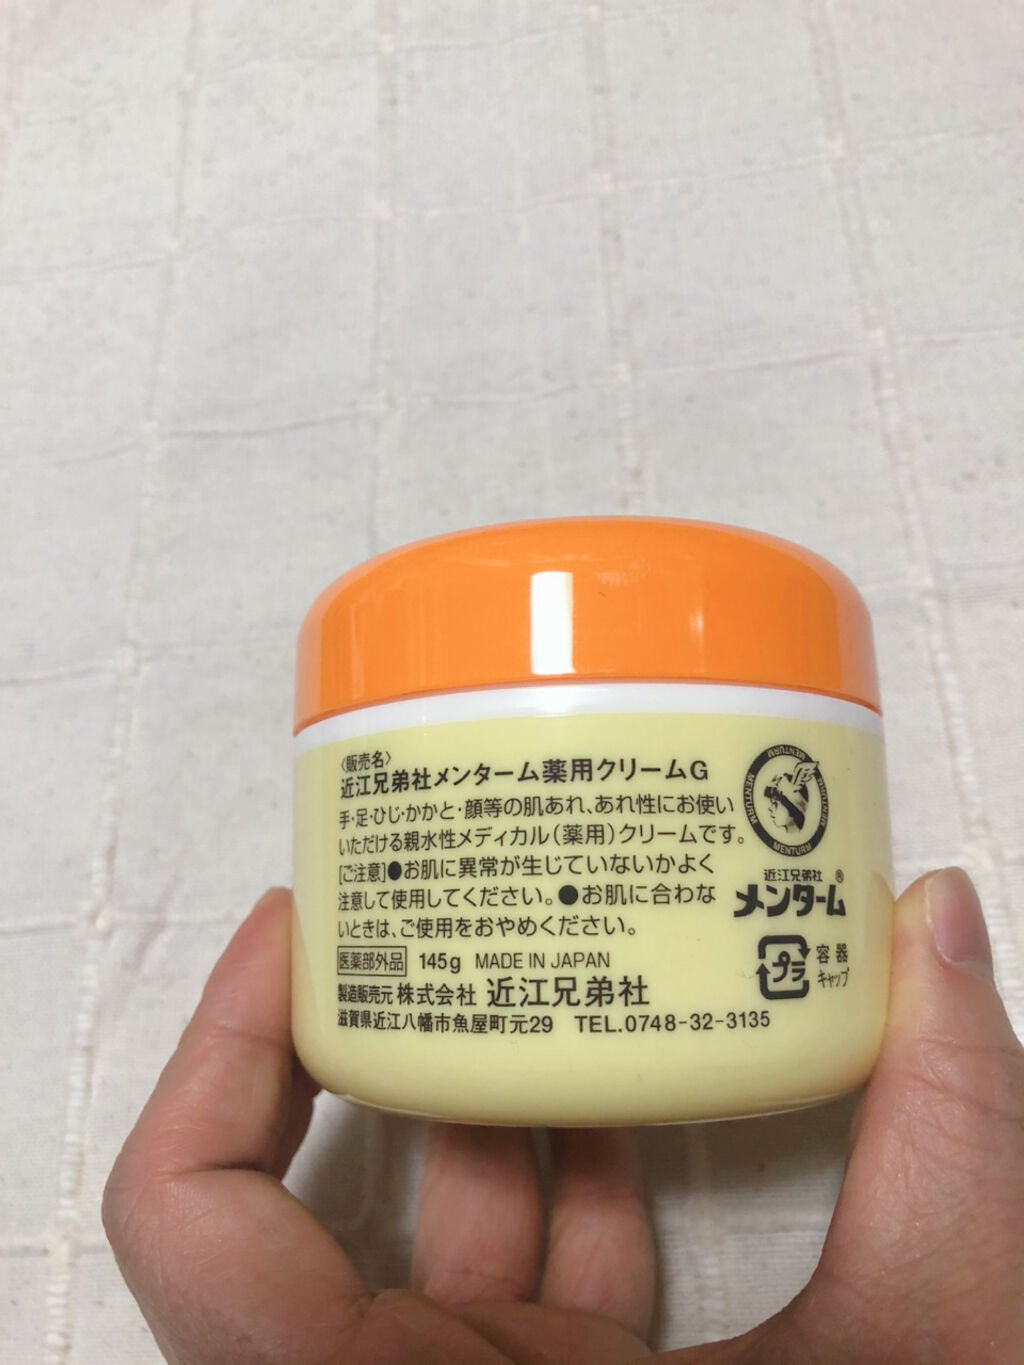 〈販売名〉
近江兄弟社メンターム薬用クリームG
手・足・ひじ・かかと・顔等の肌あれ、あれ性にお使い
いただける親水性メディカル（薬用）クリームです。
[ご注意]●お肌に異常が生じていないかよく
注意して使用してください。●お肌に合わな
いときは、ご使用をおやめください。
医薬部外品 145g MADE IN JAPAN
製造販売元 株式会社 近江兄弟社
滋賀県近江八幡市魚屋町元29 TEL.0748-32-3135
MENTURM
MENTURM
MENTURM
MENTURM
近江兄弟社
メンターム®
プラ
容器
キャップ